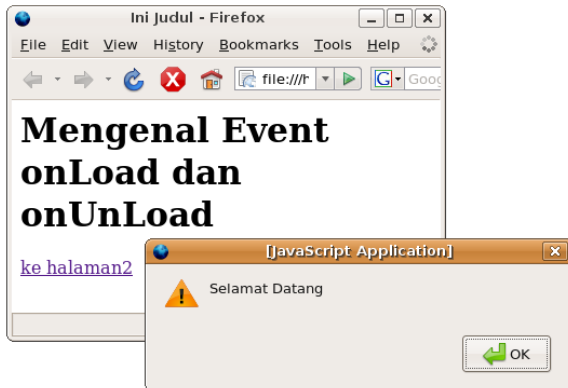 Ini Judul - Firefox
File Edit View History Bookmarks Tools Help
file:///h
G
Goog
Mengenal Event
onLoad dan
onUnLoad
ke halaman2
[JavaScript Application]
Selamat Datang
OK